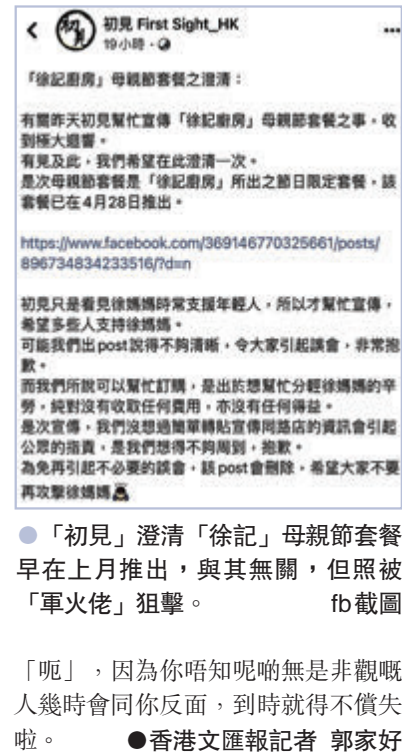 初見 First Sight_HK
19小時 ·
「徐記廚房」母親節套餐之澄清：
有關昨天初見幫忙宣傳「徐記廚房」母親節套餐之事，收
到極大迴響。
有見及此，我們希望在此澄清一次。
是次母親節套餐是「徐記廚房」所出之節日限定套餐，該
套餐已在4月28日推出。
https://www.facebook.com/369146770325661/posts/
896734834233516/?d=n
初見只是看見徐媽媽時常支援年輕人，所以才幫忙宣傳，
希望多些人支持徐媽媽。
可能我們出post說得不夠清晰，令大家引起誤會，非常抱
歉。
而我們所說可以幫忙訂購，是出於想幫忙分輕徐媽媽的辛
勞，純對沒有收取任何費用，亦沒有任何得益。
是次宣傳，我們沒想過簡單轉貼宣傳同路店的資訊會引起
公眾的指責，是我們想得不夠周到，抱歉。
為免再引起不必要的誤會，該post會刪除，希望大家不要
再攻擊徐媽媽🙇
●「初見」澄清「徐記」母親節套餐
早在上月推出，與其無關，但照被
「軍火佬」狙擊。 fb截圖
「呃」，因為你唔知呢啲無是非觀嘅
人幾時會同你反面，到時就得不償失
啦。 ●香港文匯報記者 郭家好